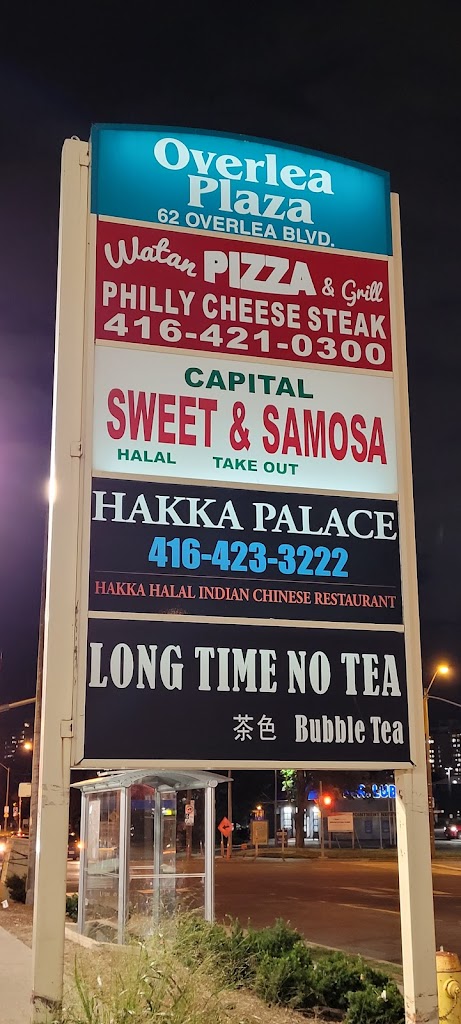 Overlea
Plaza
62 OVERLEA BLVD.
Watan PIZZA & Grill
PHILLY CHEESE STEAK
416-421-0300
CAPITAL
SWEET & SAMOSA
HALAL TAKE OUT
HAKKA PALACE
416-423-3222
HAKKA HALAL INDIAN CHINESE RESTAURANT
LONG TIME NO TEA
茶色 Bubble Tea